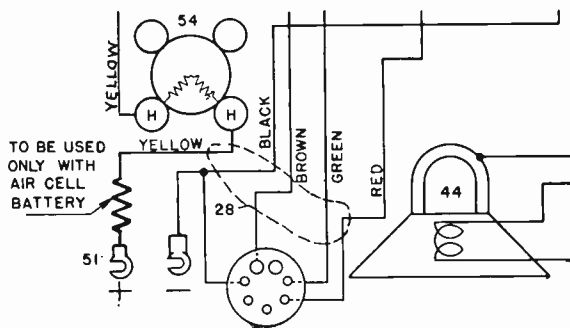 54
YELLOW
H H
YELLOW
TO BE USED
ONLY WITH
AIR CELL
BATTERY
BLACK
BROWN
GREEN
RED
28
44
51
+ −